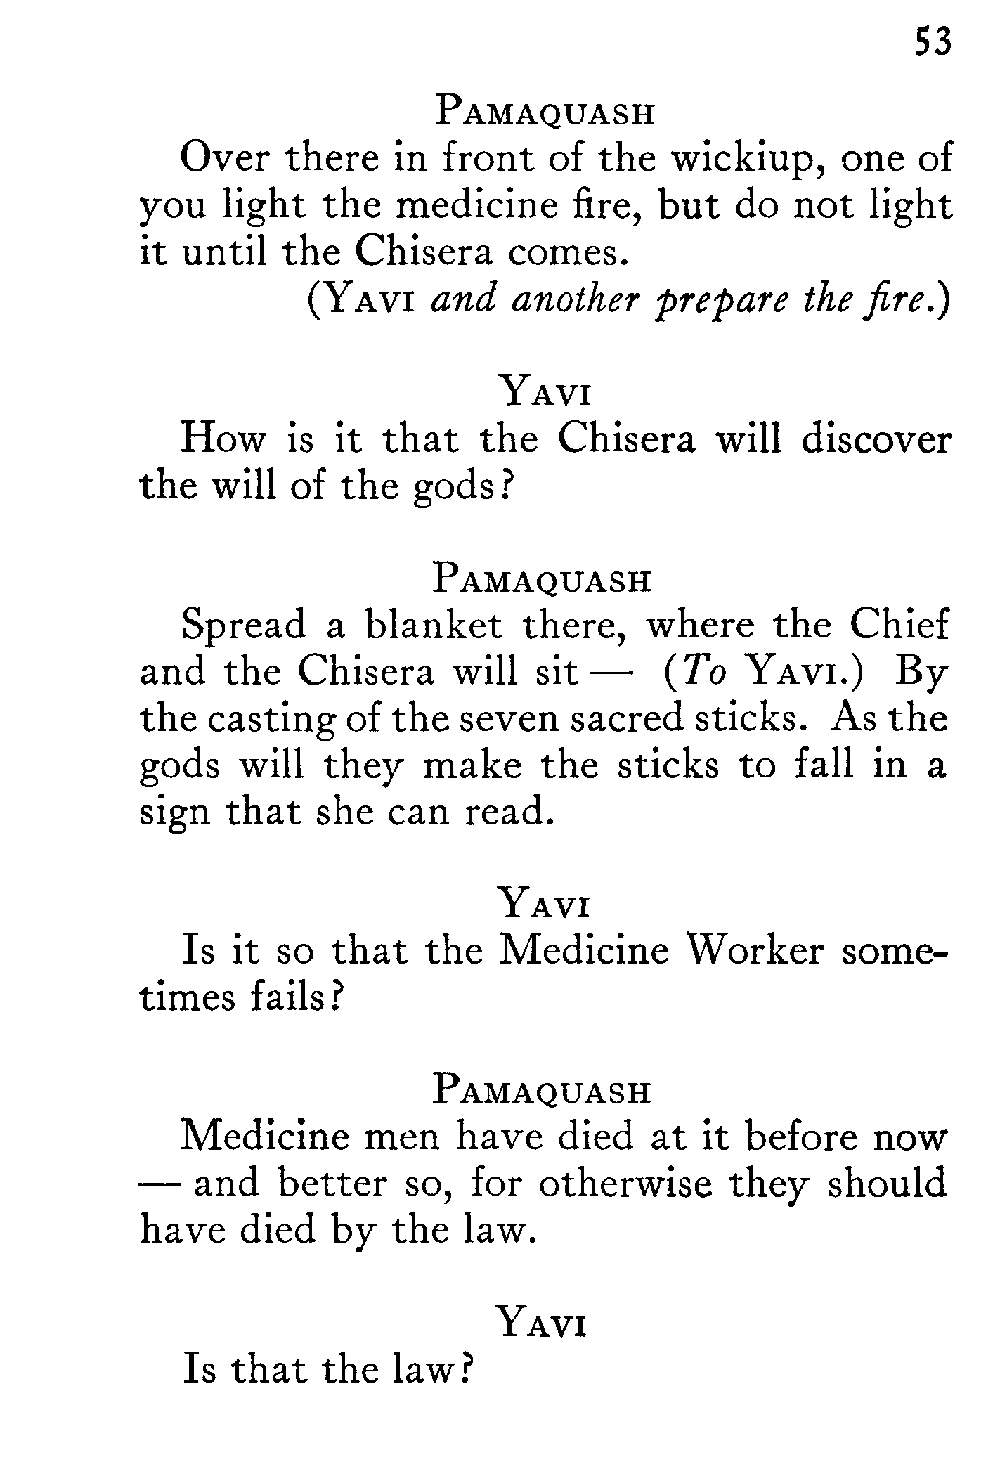 53
PAMAQUASH
Over there in front of the wickiup, one of
you light the medicine fire, but do not light
it until the Chisera comes.
(YAVI and another prepare the fire.)
YAVI
How is it that the Chisera will discover
the will of the gods?
PAMAQUASH
Spread a blanket there, where the Chief
and the Chisera will sit — (To YAVI.) By
the casting of the seven sacred sticks. As the
gods will they make the sticks to fall in a
sign that she can read.
YAVI
Is it so that the Medicine Worker some-
times fails?
PAMAQUASH
Medicine men have died at it before now
— and better so, for otherwise they should
have died by the law.
YAVI
Is that the law?